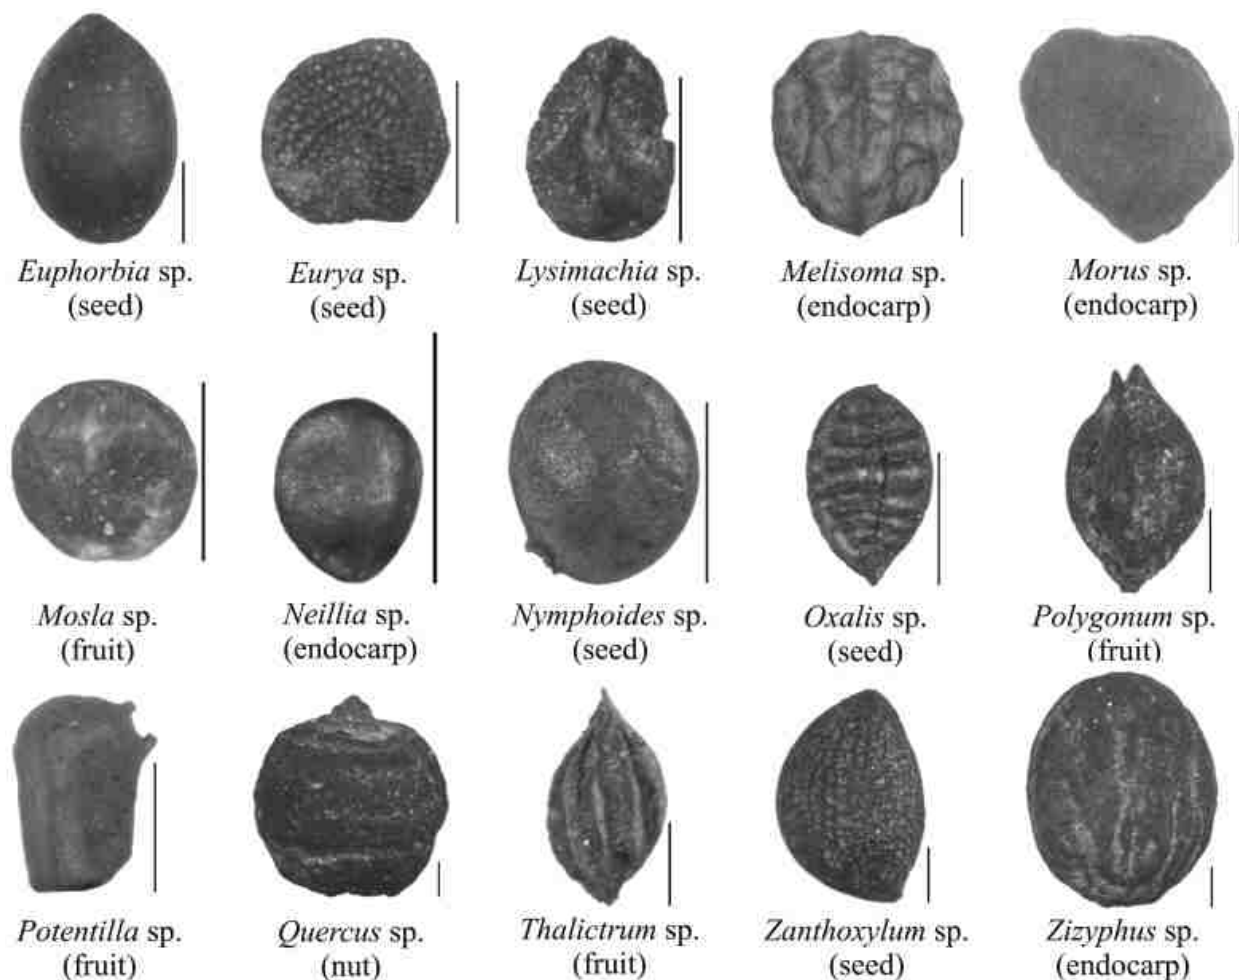 Euphorbia sp.
(seed)
Eurya sp.
(seed)
Lysimachia sp.
(seed)
Melisoma sp.
(endocarp)
Morus sp.
(endocarp)
Mosla sp.
(fruit)
Neillia sp.
(endocarp)
Nymphoides sp.
(seed)
Oxalis sp.
(seed)
Polygonum sp.
(fruit)
Potentilla sp.
(fruit)
Quercus sp.
(nut)
Thalictrum sp.
(fruit)
Zanthoxylum sp.
(seed)
Zizyphus sp.
(endocarp)